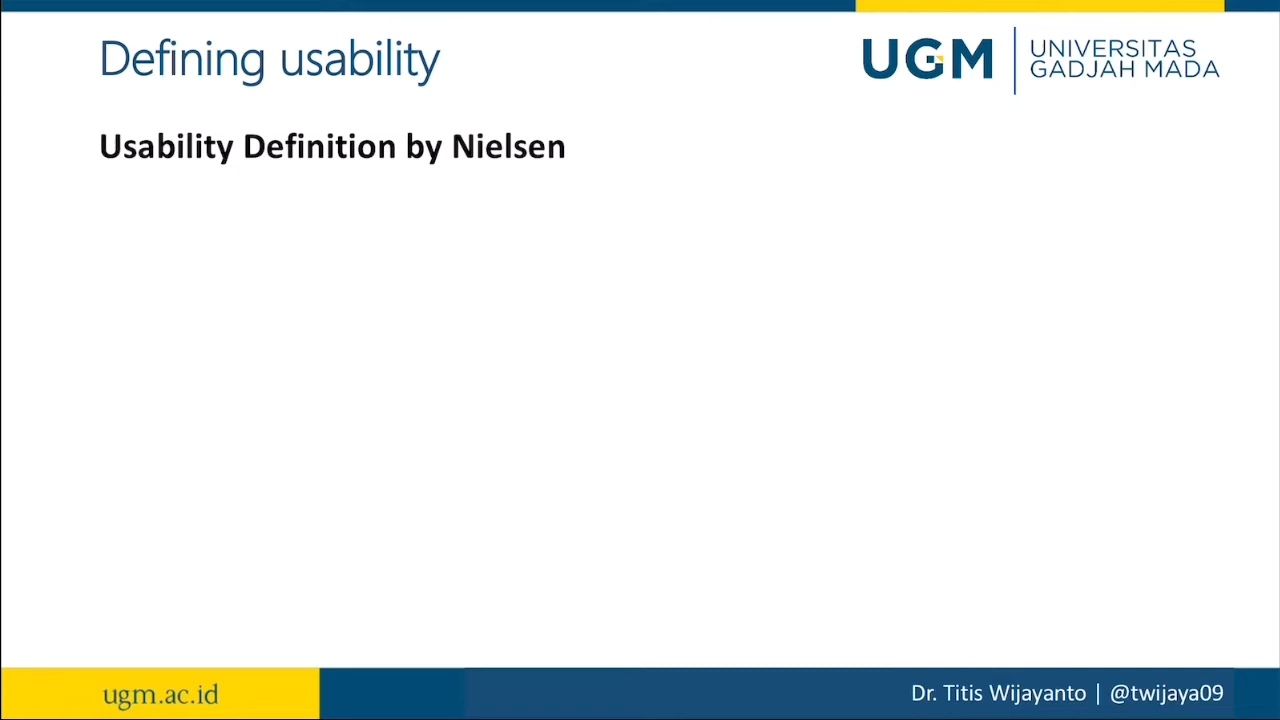 Defining usability
UGM
UNIVERSITAS
GADJAH MADA
Usability Definition by Nielsen
ugm.ac.id
Dr. Titis Wijayanto | @twijaya09